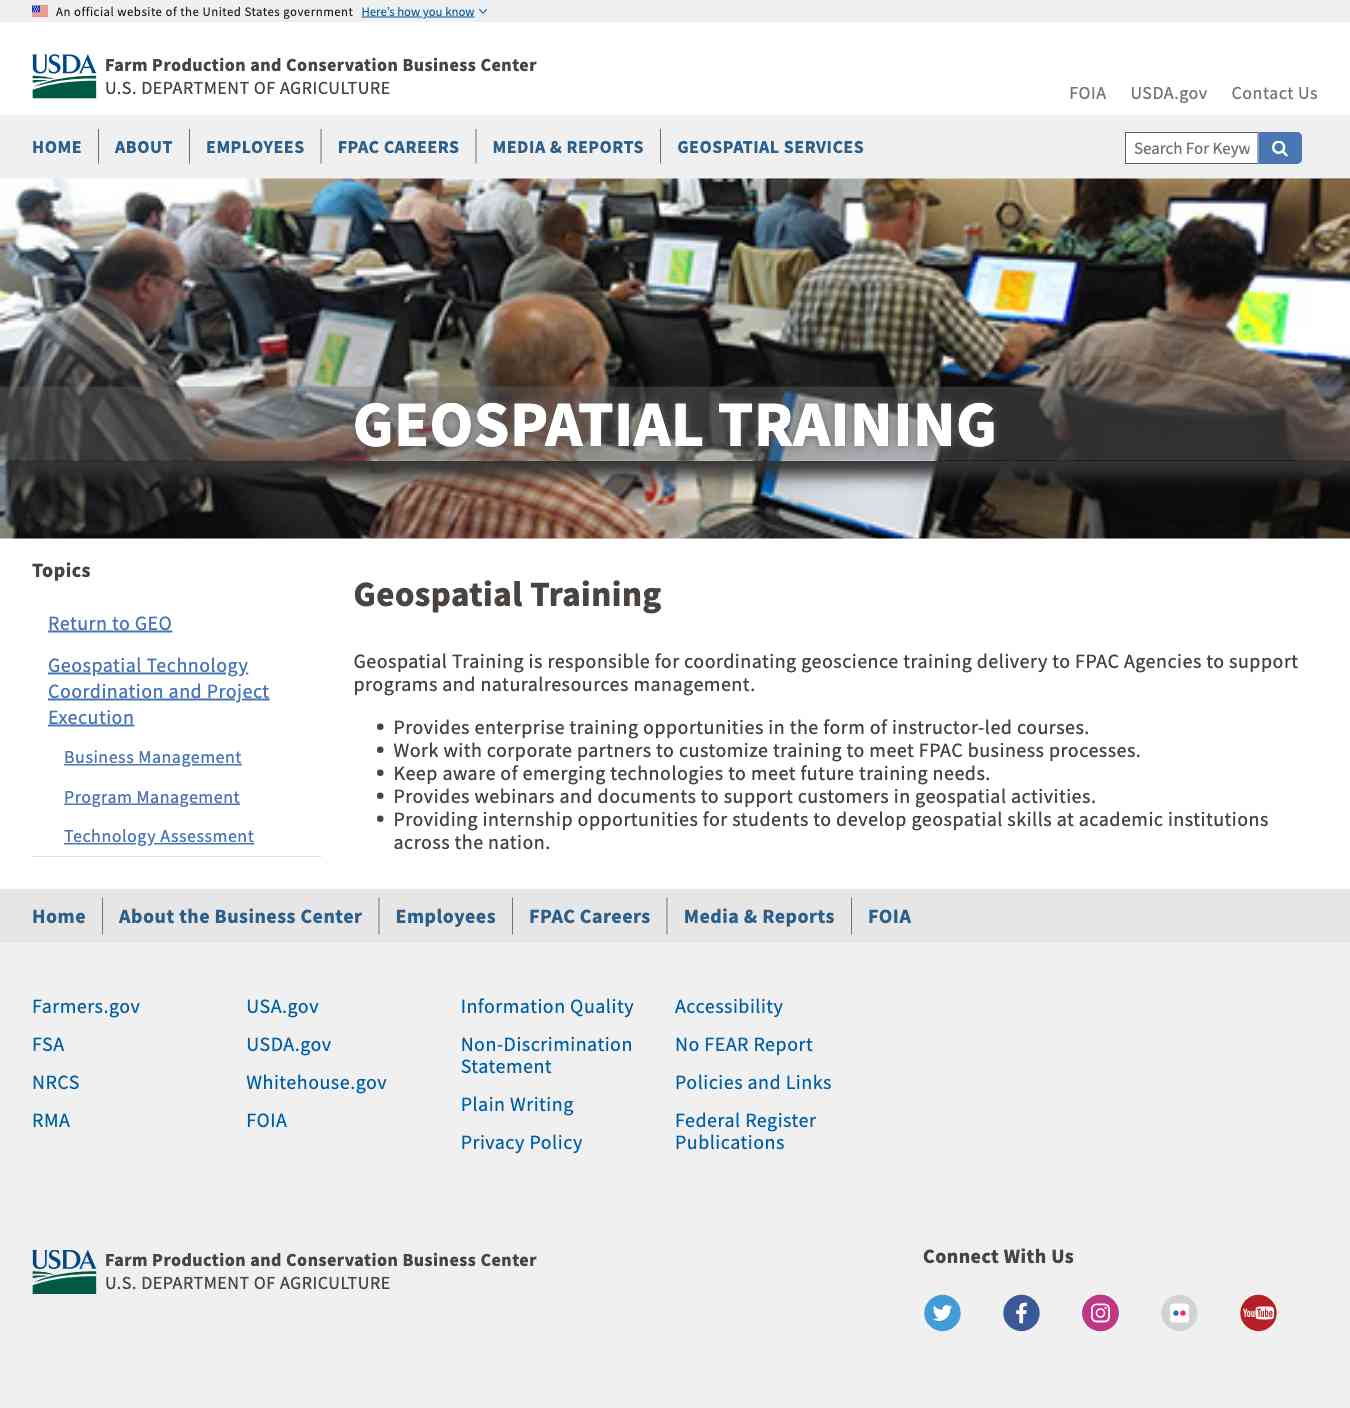 An official website of the United States government Here's how you know
USDA Farm Production and Conservation Business Center
U.S. DEPARTMENT OF AGRICULTURE
FOIA USDA.gov Contact Us
HOME ABOUT EMPLOYEES FPAC CAREERS MEDIA & REPORTS GEOSPATIAL SERVICES Search For Keyw
GEOSPATIAL TRAINING
Topics
Return to GEO
Geospatial Technology
Coordination and Project
Execution
Business Management
Program Management
Technology Assessment
Geospatial Training
Geospatial Training is responsible for coordinating geoscience training delivery to FPAC Agencies to support
programs and naturalresources management.
Provides enterprise training opportunities in the form of instructor-led courses.
Work with corporate partners to customize training to meet FPAC business processes.
Keep aware of emerging technologies to meet future training needs.
Provides webinars and documents to support customers in geospatial activities.
Providing internship opportunities for students to develop geospatial skills at academic institutions
across the nation.
Home About the Business Center Employees FPAC Careers Media & Reports FOIA
Farmers.gov
FSA
NRCS
RMA
USA.gov
USDA.gov
Whitehouse.gov
FOIA
Information Quality
Non-Discrimination
Statement
Plain Writing
Privacy Policy
Accessibility
No FEAR Report
Policies and Links
Federal Register
Publications
USDA Farm Production and Conservation Business Center
U.S. DEPARTMENT OF AGRICULTURE
Connect With Us
YouTube